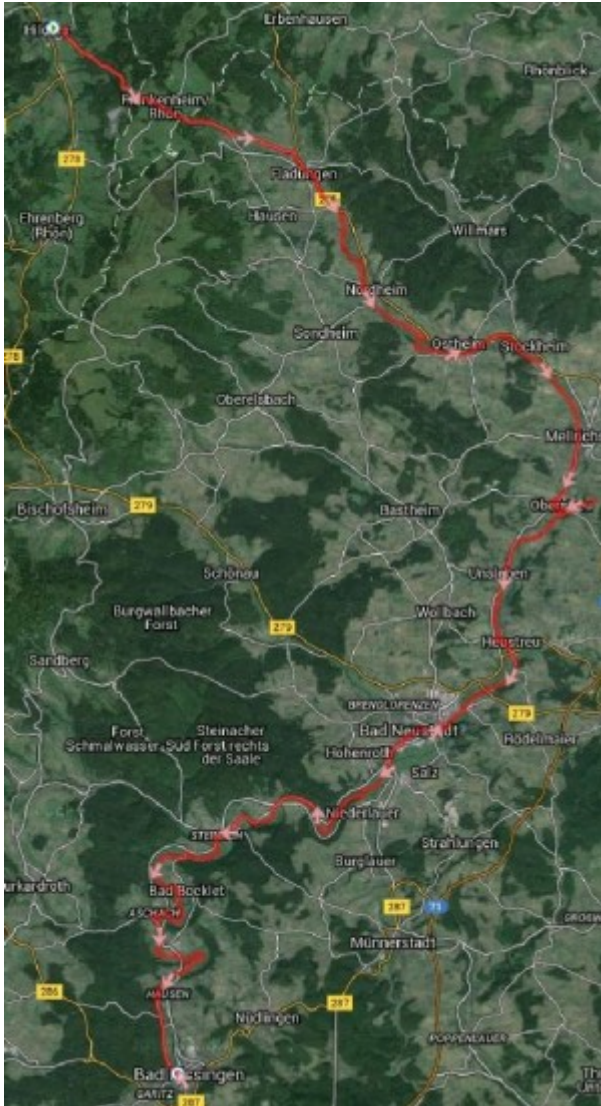 Erbenhausen
Rhönblick
Frankenheim/
Rhön
278
Fladungen
Ehrenberg
(Rhön)
Hausen
Willmars
Nordheim
Sondheim
Ostheim
Stockheim
278
Oberelsbach
Mellrichs
Bischofsheim
279
Bastheim
Unsleben
Schönau
Wollbach
Burgwallbacher
Forst
279
Heustreu
Sandberg
BRENDLORENZEN
279
Rödelmaier
Forst
Schmalwasser-Süd
Steinacher
Forst rechts
der Saale
Bad Neustadt
Hohenroth
Salz
Niederlauer
Strahlungen
Burglauer
urkardroth
Bad Bocklet
ASCHACH
287
71
Münnerstadt
HAUSEN
286
287
Nüdlingen
POPPENLAUER
Bad Kissingen
GARITZ
287